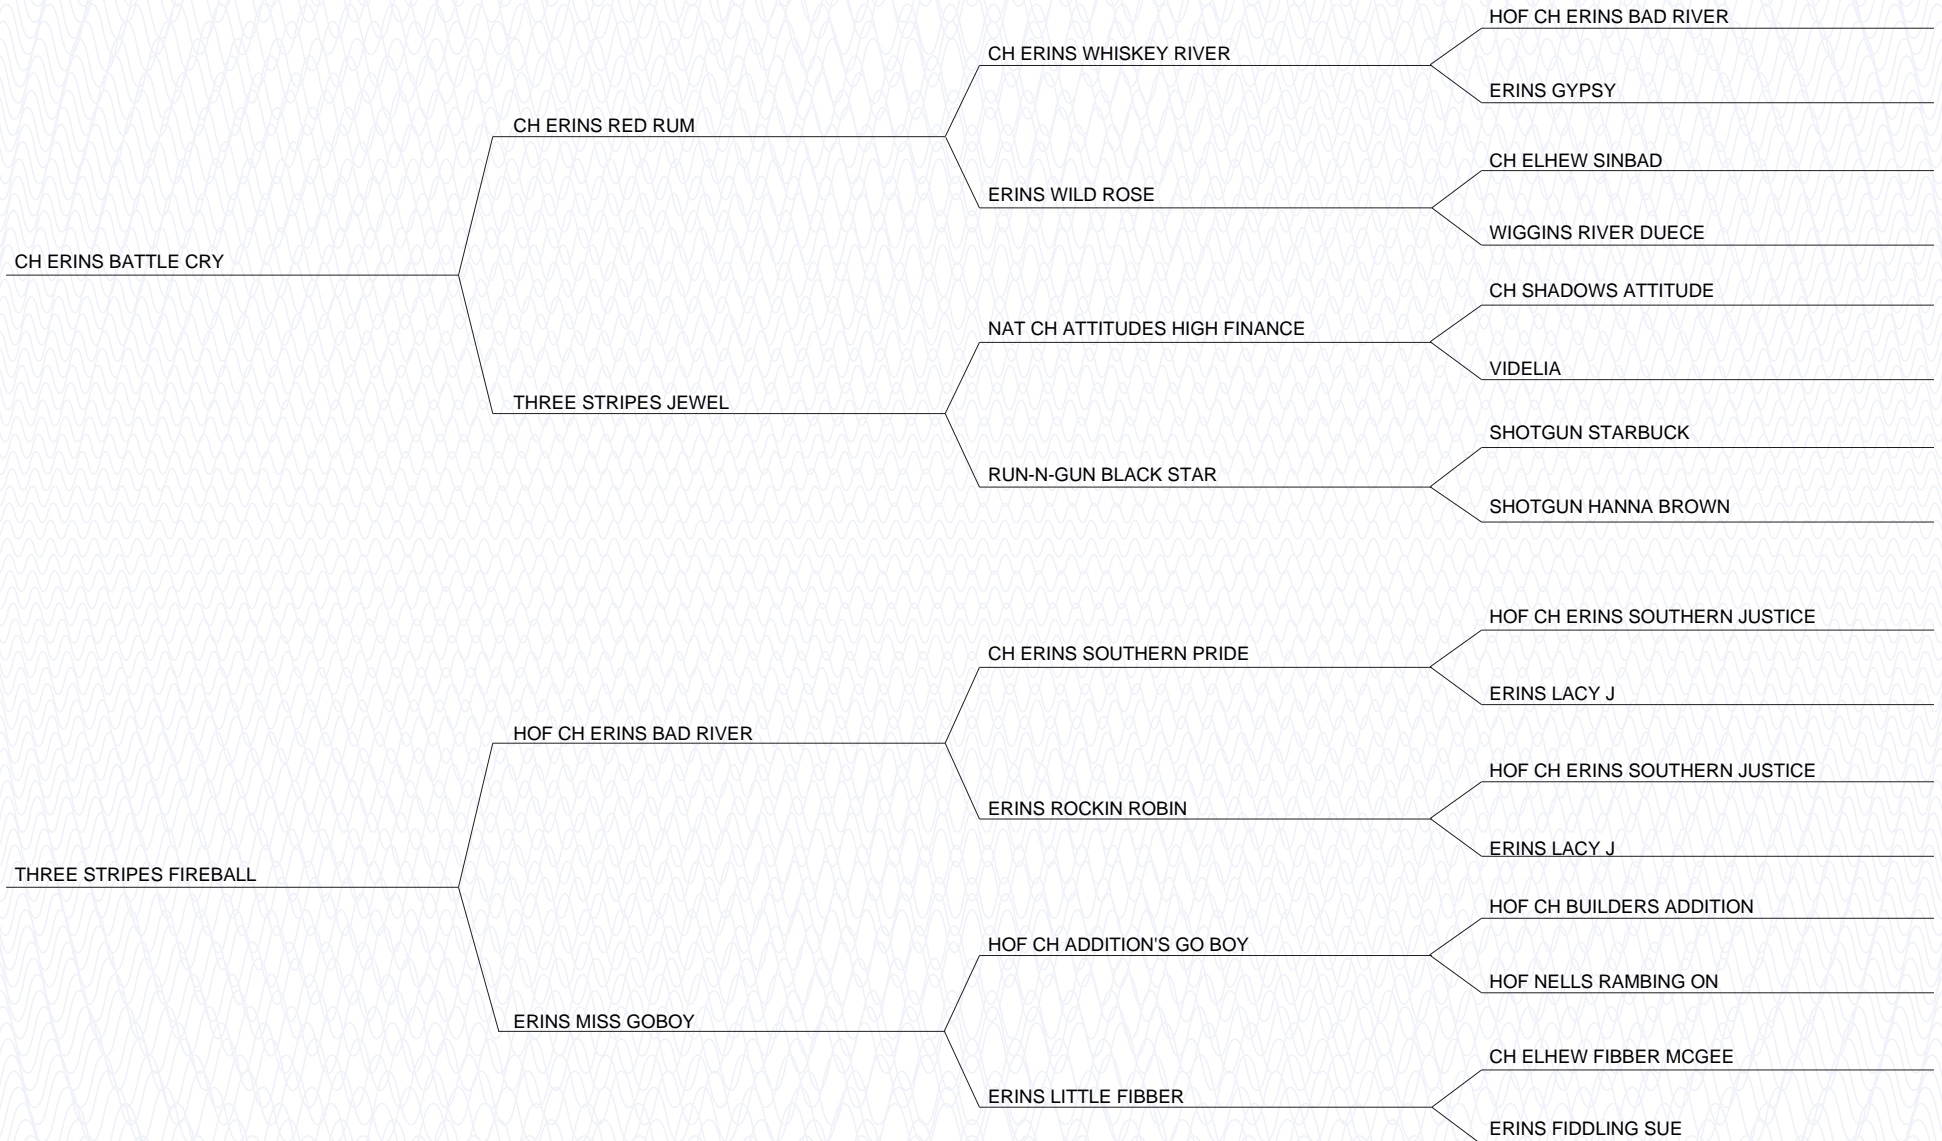 HOF CH ERINS BAD RIVER
CH ERINS WHISKEY RIVER
ERINS GYPSY
CH ERINS RED RUM
CH ELHEW SINBAD
ERINS WILD ROSE
WIGGINS RIVER DUECE
CH ERINS BATTLE CRY
CH SHADOWS ATTITUDE
NAT CH ATTITUDES HIGH FINANCE
VIDELIA
THREE STRIPES JEWEL
SHOTGUN STARBUCK
RUN-N-GUN BLACK STAR
SHOTGUN HANNA BROWN
HOF CH ERINS SOUTHERN JUSTICE
CH ERINS SOUTHERN PRIDE
ERINS LACY J
HOF CH ERINS BAD RIVER
HOF CH ERINS SOUTHERN JUSTICE
ERINS ROCKIN ROBIN
ERINS LACY J
THREE STRIPES FIREBALL
HOF CH BUILDERS ADDITION
HOF CH ADDITION'S GO BOY
HOF NELLS RAMBING ON
ERINS MISS GOBOY
CH ELHEW FIBBER MCGEE
ERINS LITTLE FIBBER
ERINS FIDDLING SUE